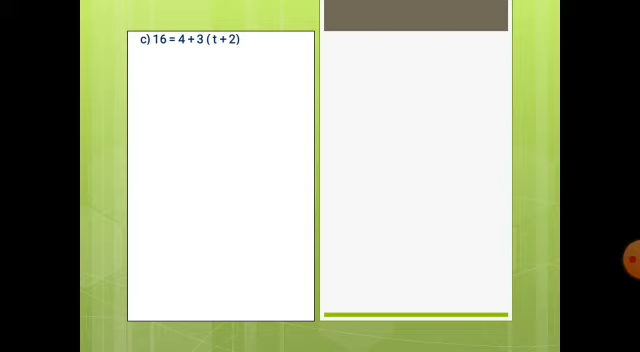 c) 16 = 4 + 3 ( t + 2)